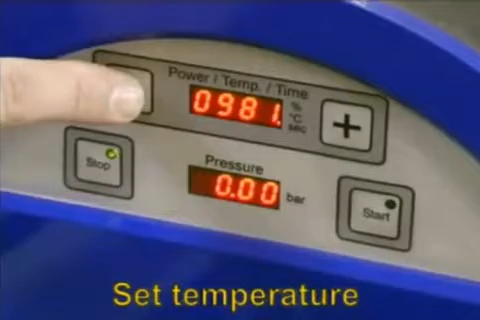 Power / Temp. / Time
0981.
%
°C
sec
+
Stop
Pressure
0.00 bar
Start
Set temperature